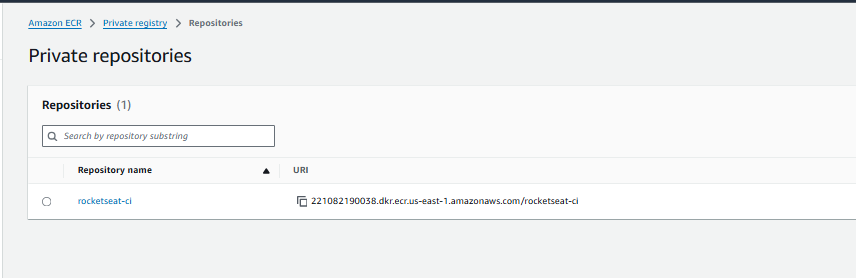 Amazon ECR > Private registry > Repositories
Private repositories
Repositories (1)
Search by repository substring
Repository name URI
rocketseat-ci 221082190038.dkr.ecr.us-east-1.amazonaws.com/rocketseat-ci